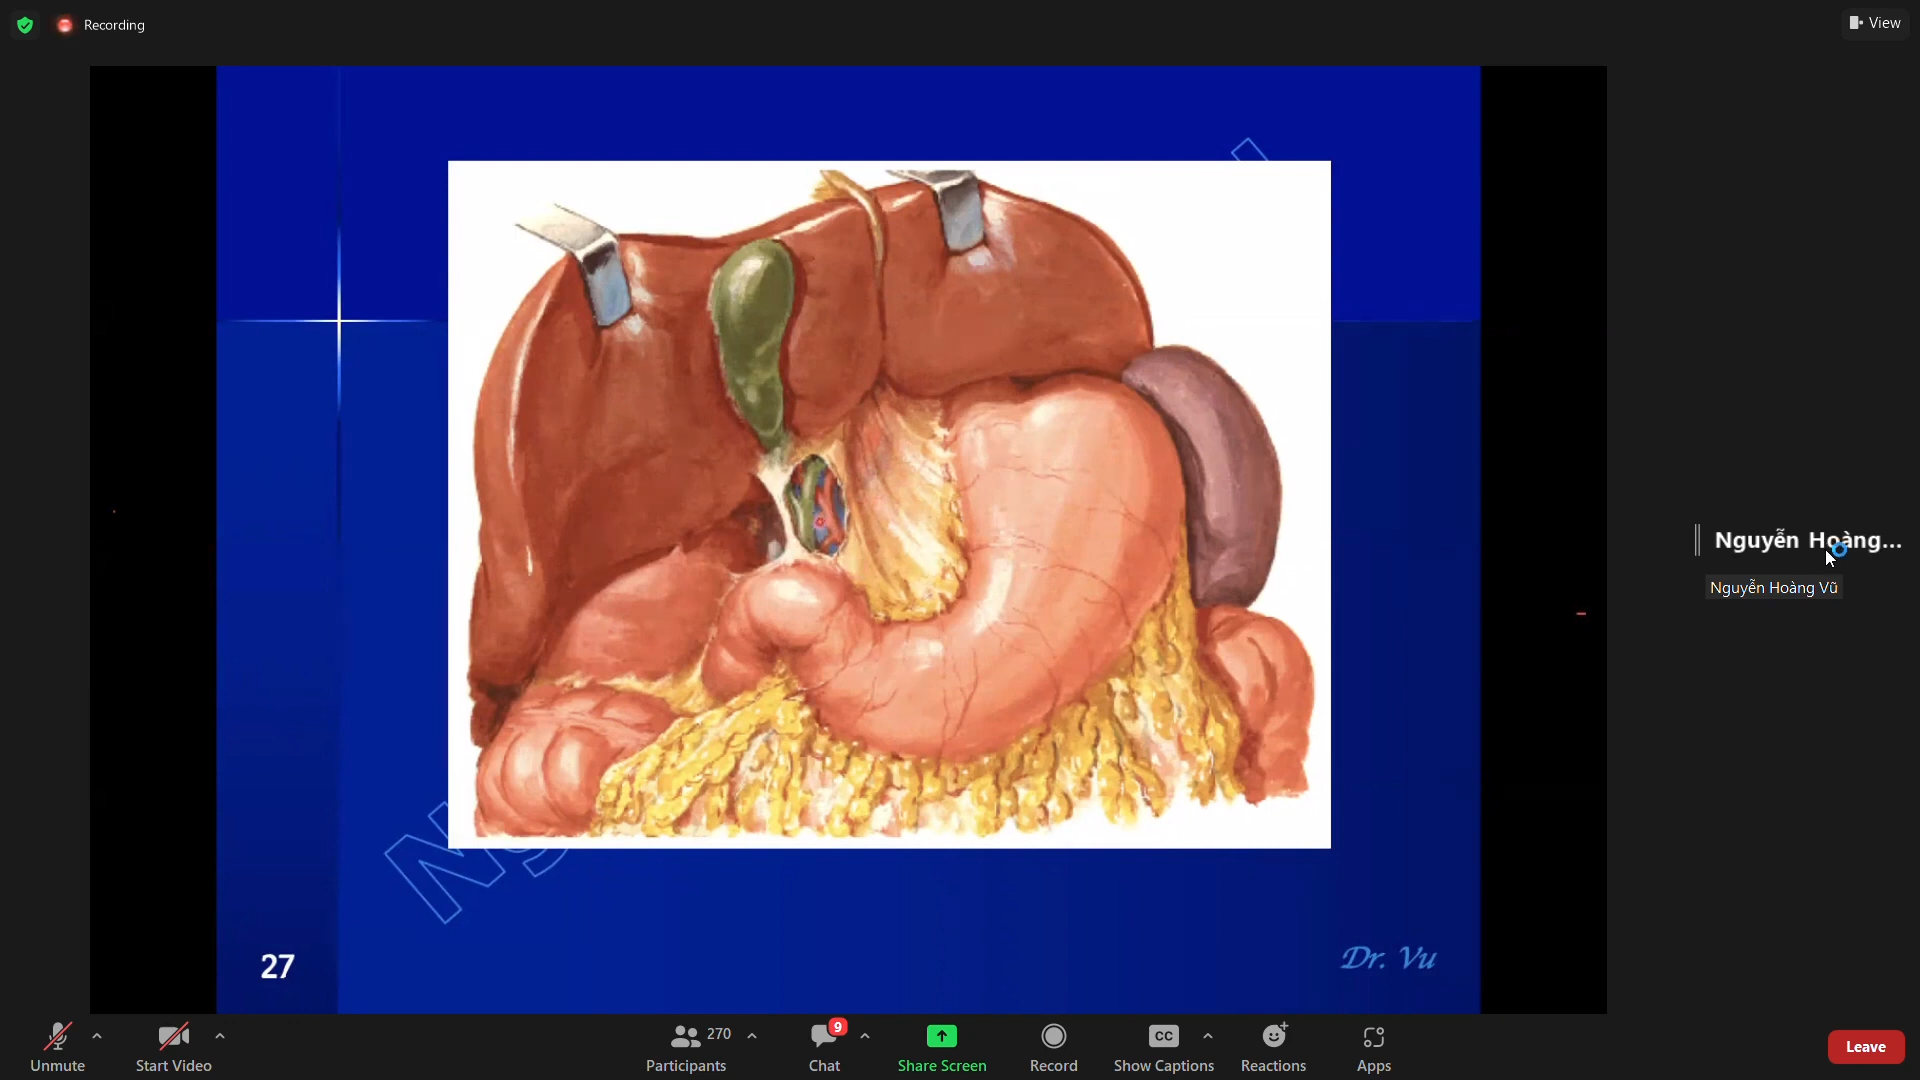 Recording
View
Nguyễn Hoàng...
Nguyễn Hoàng Vũ
27
Dr. Vu
270
9
CC
Unmute
Start Video
Participants
Chat
Share Screen
Record
Show Captions
Reactions
Apps
Leave